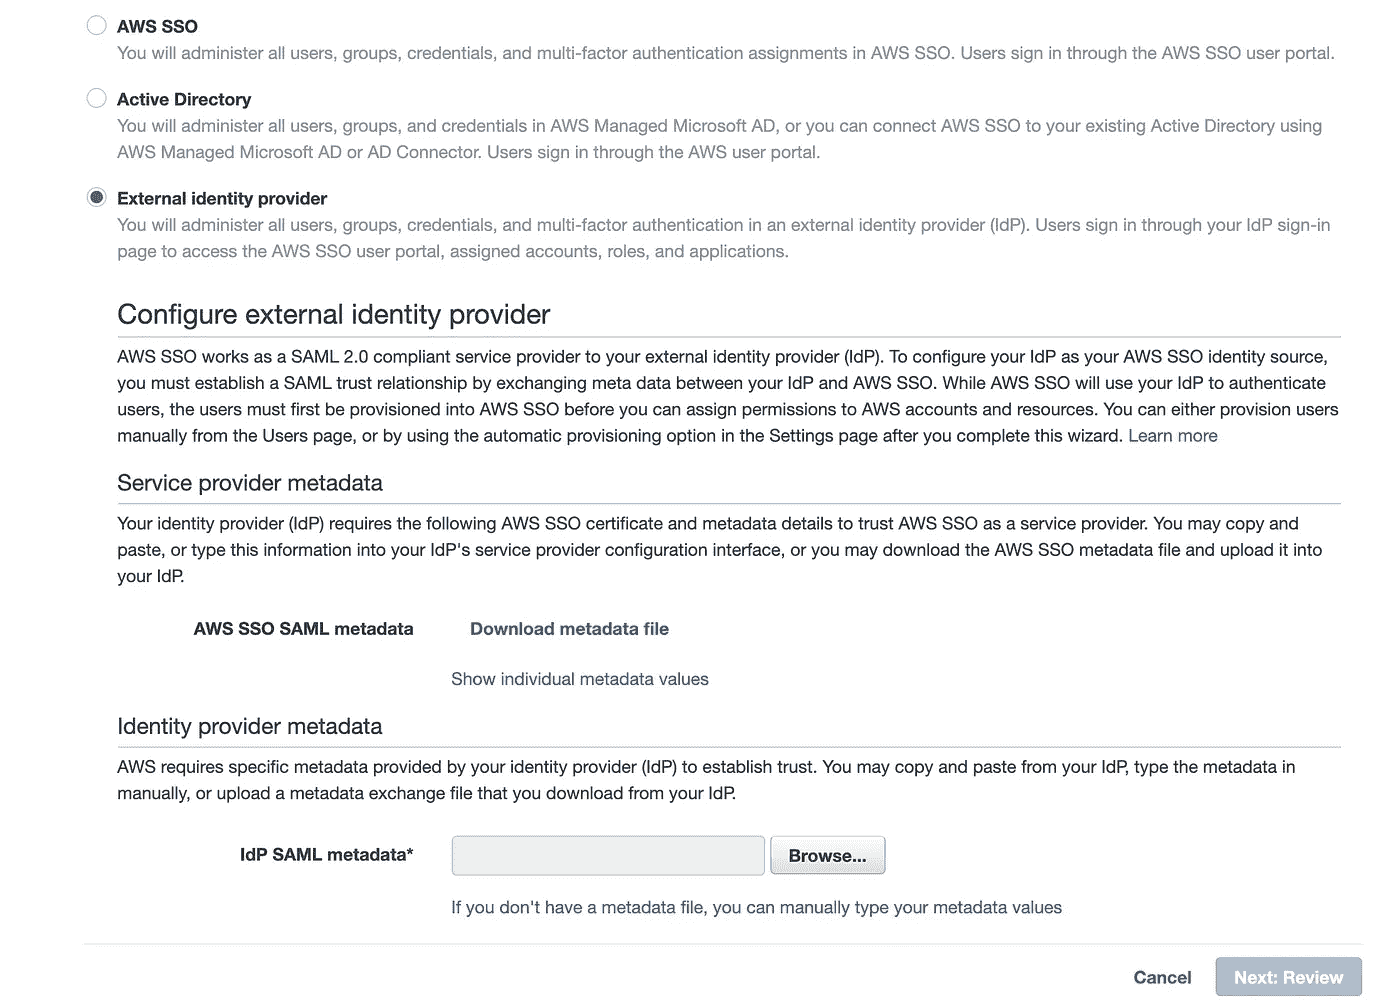 AWS SSO
You will administer all users, groups, credentials, and multi-factor authentication assignments in AWS SSO. Users sign in through the AWS SSO user portal.
Active Directory
You will administer all users, groups, and credentials in AWS Managed Microsoft AD, or you can connect AWS SSO to your existing Active Directory using
AWS Managed Microsoft AD or AD Connector. Users sign in through the AWS user portal.
External identity provider
You will administer all users, groups, credentials, and multi-factor authentication in an external identity provider (IdP). Users sign in through your IdP sign-in
page to access the AWS SSO user portal, assigned accounts, roles, and applications.
Configure external identity provider
AWS SSO works as a SAML 2.0 compliant service provider to your external identity provider (IdP). To configure your IdP as your AWS SSO identity source,
you must establish a SAML trust relationship by exchanging meta data between your IdP and AWS SSO. While AWS SSO will use your IdP to authenticate
users, the users must first be provisioned into AWS SSO before you can assign permissions to AWS accounts and resources. You can either provision users
manually from the Users page, or by using the automatic provisioning option in the Settings page after you complete this wizard. Learn more
Service provider metadata
Your identity provider (IdP) requires the following AWS SSO certificate and metadata details to trust AWS SSO as a service provider. You may copy and
paste, or type this information into your IdP's service provider configuration interface, or you may download the AWS SSO metadata file and upload it into
your IdP.
AWS SSO SAML metadata Download metadata file
Show individual metadata values
Identity provider metadata
AWS requires specific metadata provided by your identity provider (IdP) to establish trust. You may copy and paste from your IdP, type the metadata in
manually, or upload a metadata exchange file that you download from your IdP.
IdP SAML metadata* Browse...
If you don't have a metadata file, you can manually type your metadata values
Cancel Next: Review